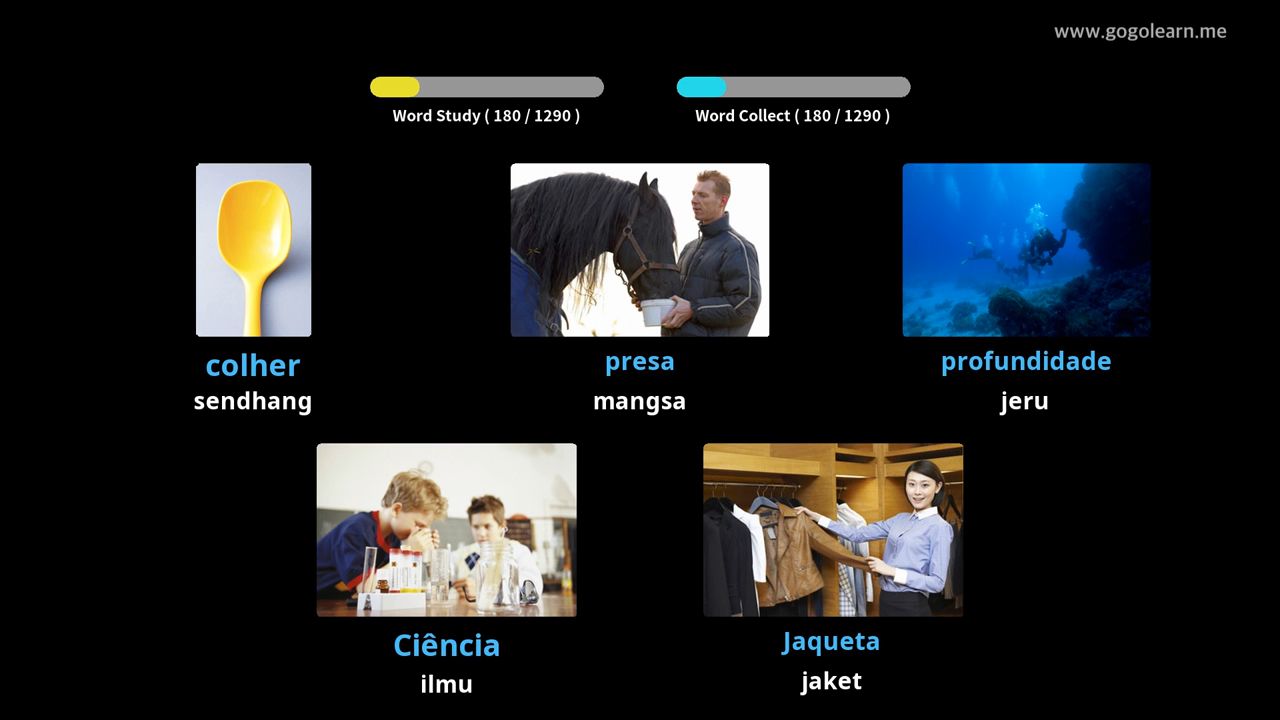 www.gogolearn.me
Word Study ( 180 / 1290 )
Word Collect ( 180 / 1290 )
colher
sendhang
presa
mangsa
profundidade
jeru
Ciência
ilmu
Jaqueta
jaket